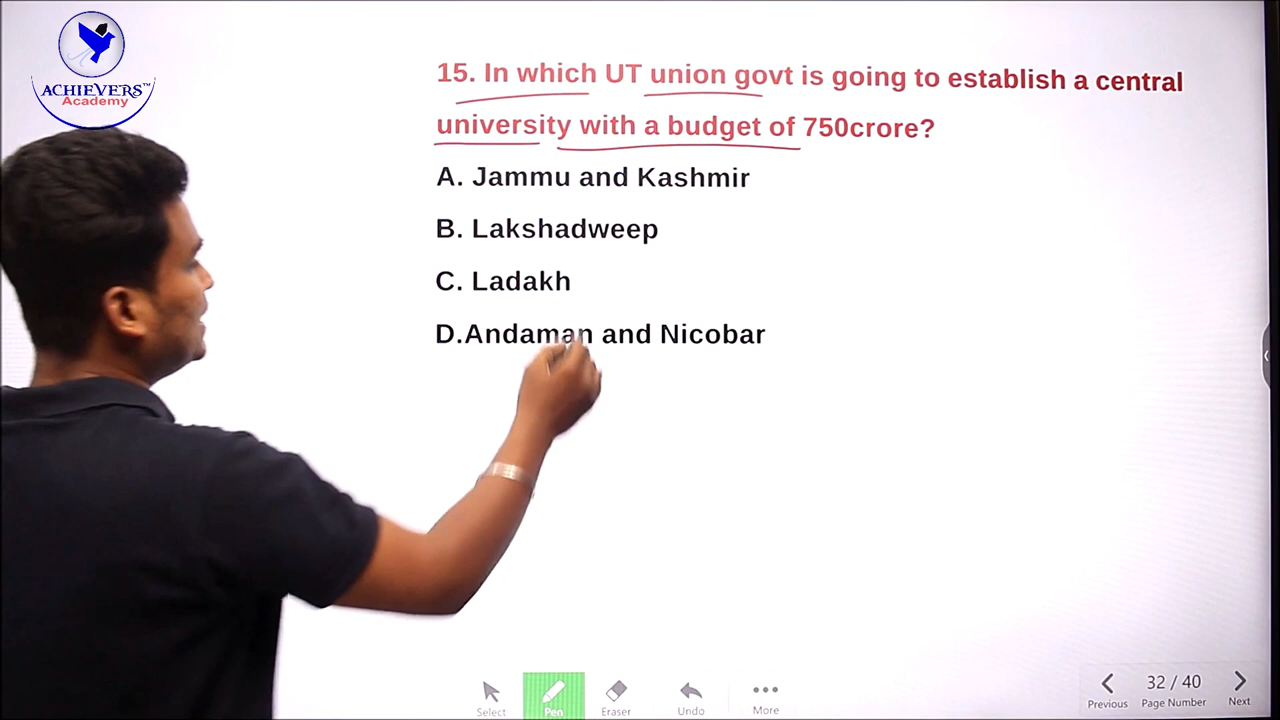 ACHIEVERS™
Academy
15. In which UT union govt is going to establish a central
university with a budget of 750crore?
A. Jammu and Kashmir
B. Lakshadweep
C. Ladakh
D.Andaman and Nicobar
Select
Pen
Eraser
Undo
More
Previous
32 / 40
Page Number
Next